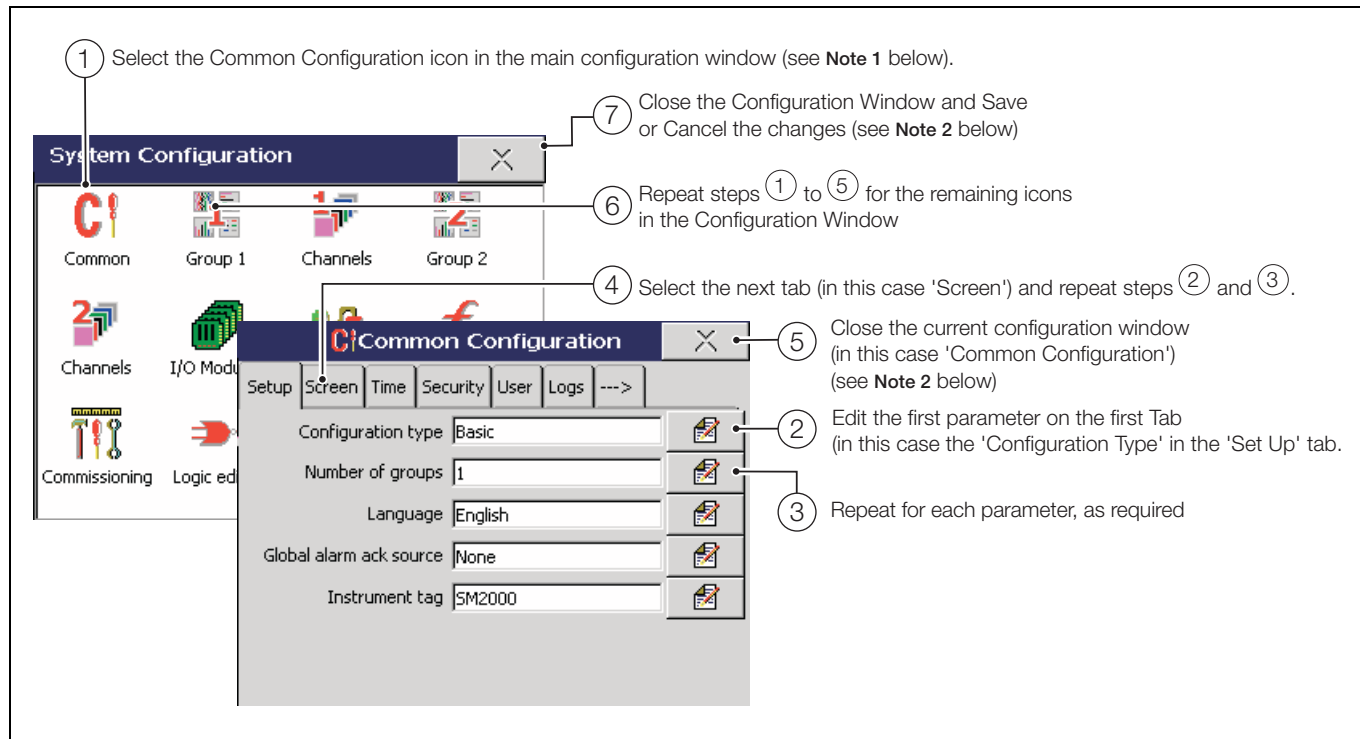 1 Select the Common Configuration icon in the main configuration window (see Note 1 below).
7 Close the Configuration Window and Save
or Cancel the changes (see Note 2 below)
System Configuration
6 Repeat steps 1 to 5 for the remaining icons
in the Configuration Window
Common Group 1 Channels Group 2
4 Select the next tab (in this case 'Screen') and repeat steps 2 and 3.
Channels I/O Modu
5 Close the current configuration window
(in this case 'Common Configuration')
(see Note 2 below)
Common Configuration
Setup Screen Time Security User Logs --->
2 Edit the first parameter on the first Tab
(in this case the 'Configuration Type' in the 'Set Up' tab.
Configuration type Basic
Number of groups 1
3 Repeat for each parameter, as required
Commissioning Logic ed
Language English
Global alarm ack source None
Instrument tag SM2000